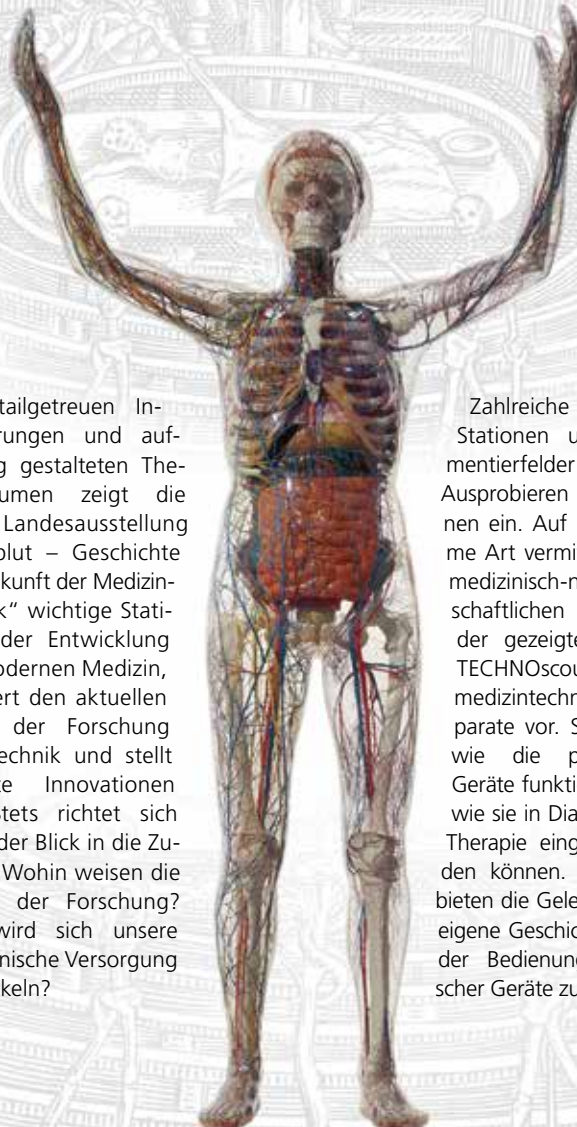 tailgetreuen In-
rungen und auf-
g gestalteten The-
umen zeigt die
Landesausstellung
blut – Geschichte
kunft der Medizin-
k“ wichtige Stati-
der Entwicklung
odernen Medizin,
ert den aktuellen
der Forschung
echnik und stellt
te Innovationen
Stets richtet sich
der Blick in die Zu-
Wohin weisen die
der Forschung?
wird sich unsere
nische Versorgung
keln?
Zahlreiche
Stationen u
mentierfelder
Ausprobieren
nen ein. Auf
me Art vermi
medizinisch-n
schaftlichen
der gezeigte
TECHNOscou
medizintechn
parate vor. S
wie die p
Geräte funkti
wie sie in Dia
Therapie eing
den können.
bieten die Gele
eigene Geschic
der Bedienun
scher Geräte zu